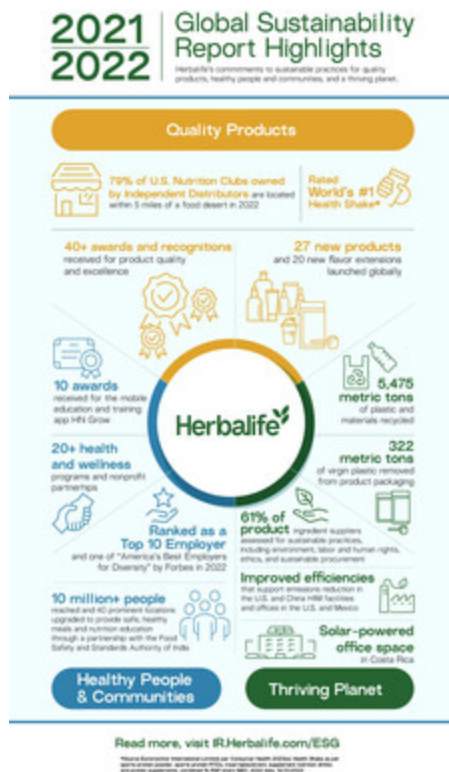 2021
2022
Global Sustainability
Report Highlights
Herbalife's commitments to sustainable practices for quality
products, healthy people and communities, and a thriving planet.
Quality Products
79% of U.S. Nutrition Clubs owned
by Independent Distributors are located
within 5 miles of a food desert in 2022
Rated
World's #1
Health Shake*
40+ awards and recognitions
received for product quality
and excellence
27 new products
and 20 new flavor extensions
launched globally
10 awards
received for the mobile
education and training
app HN Grow
5,475
metric tons
of plastic and
materials recycled
Herbalife
20+ health
and wellness
programs and nonprofit
partnerships
322
metric tons
of virgin plastic removed
from product packaging
Ranked as a
Top 10 Employer
and one of "America's Best Employers
for Diversity" by Forbes in 2022
61% of
product ingredient suppliers
assessed for sustainable practices,
including environment, labor and human rights,
ethics, and sustainable procurement
10 million+ people
reached and 40 prominent locations
upgraded to provide safe, healthy
meals and nutrition education
through a partnership with the Food
Safety and Standards Authority of India
Improved efficiencies
that support emissions reduction in
the U.S. and China HIM facilities
and offices in the U.S. and Mexico
Solar-powered
office space
in Costa Rica
Healthy People
& Communities
Thriving Planet
Read more, visit IR.Herbalife.com/ESG